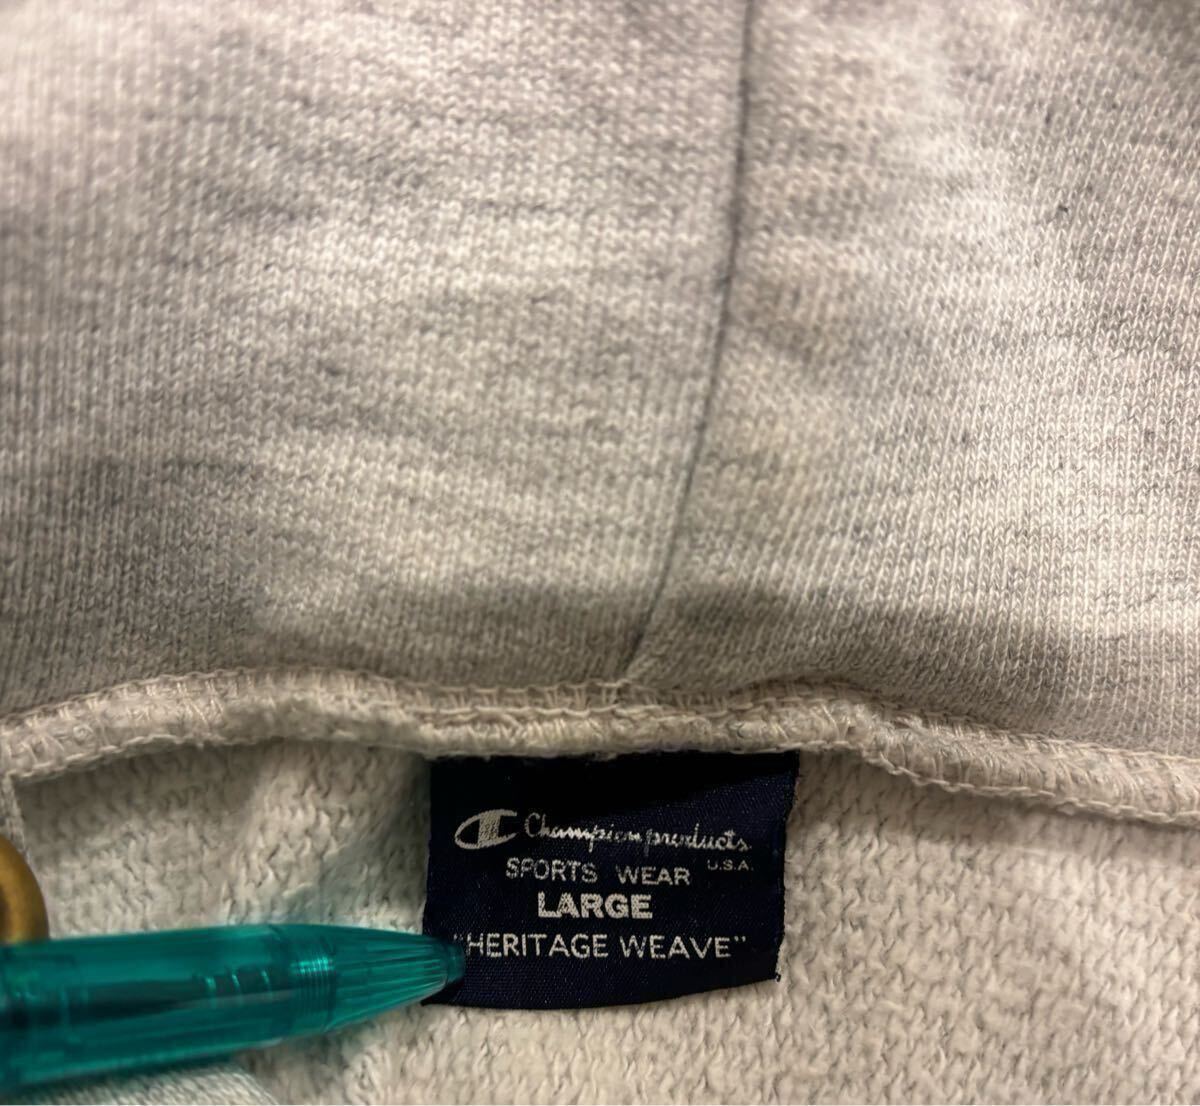 Champion products
U.S.A.
SPORTS WEAR
LARGE
"HERITAGE WEAVE"